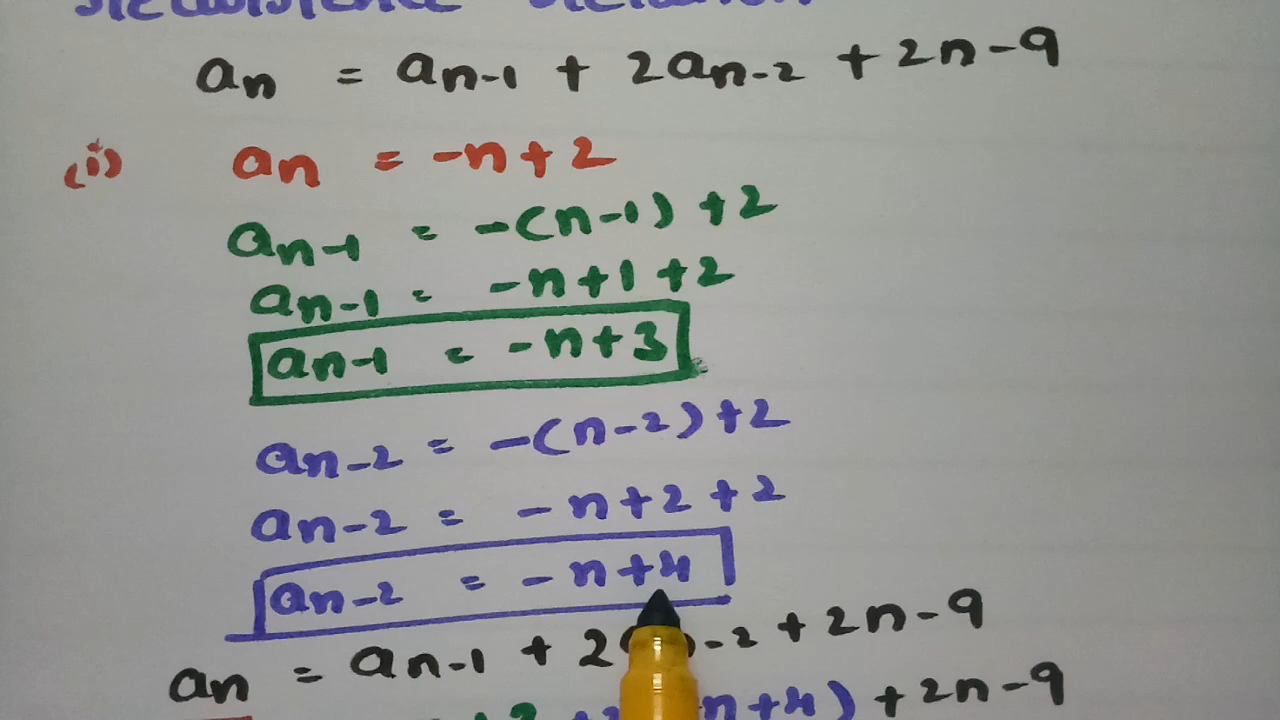 an = an-1 + 2an-2 + 2n-9
(i) an = -n+2
an-1 = -(n-1)+2
an-1 = -n+1+2
an-1 = -n+3
an-2 = -(n-2)+2
an-2 = -n+2+2
an-2 = -n+4
an = an-1 + 2 -2 + 2n-9
n+4) + 2n-9